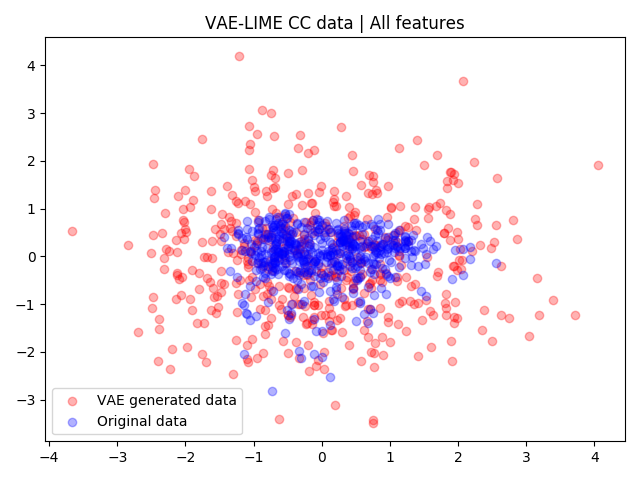 VAE-LIME CC data | All features
4
3
2
1
0
−1
−2
−3
VAE generated data
Original data
−4 −3 −2 −1 0 1 2 3 4